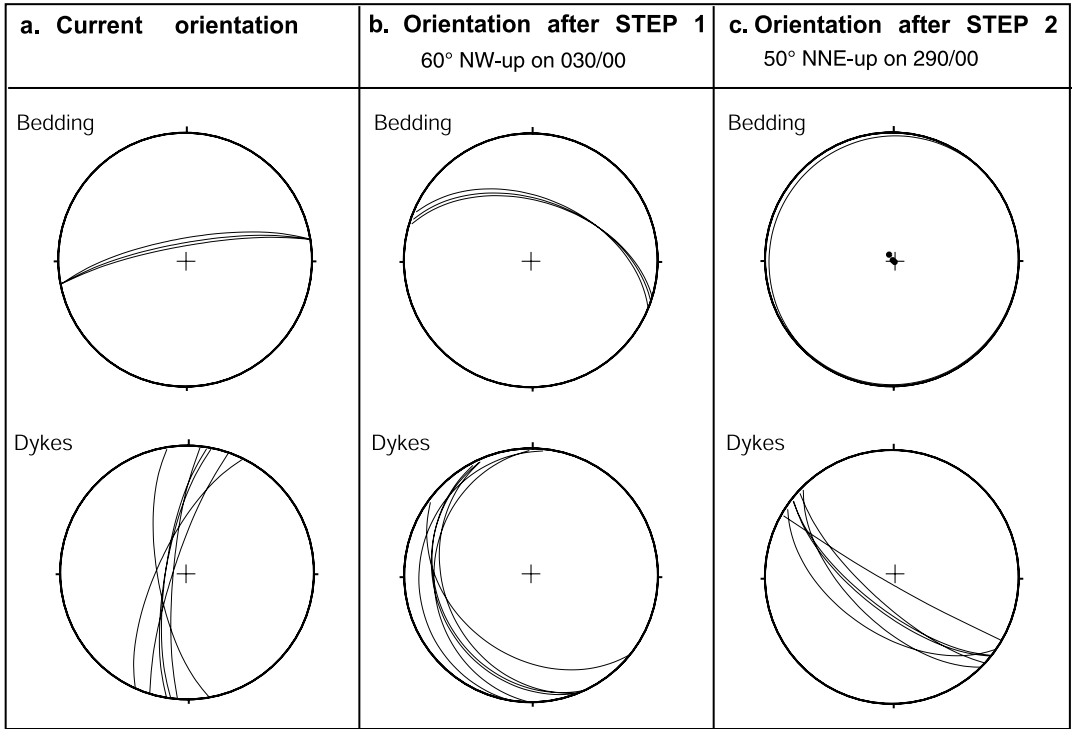 a. Current orientation
b. Orientation after STEP 1
60° NW-up on 030/00
c. Orientation after STEP 2
50° NNE-up on 290/00
Bedding
Bedding
Bedding
Dykes
Dykes
Dykes